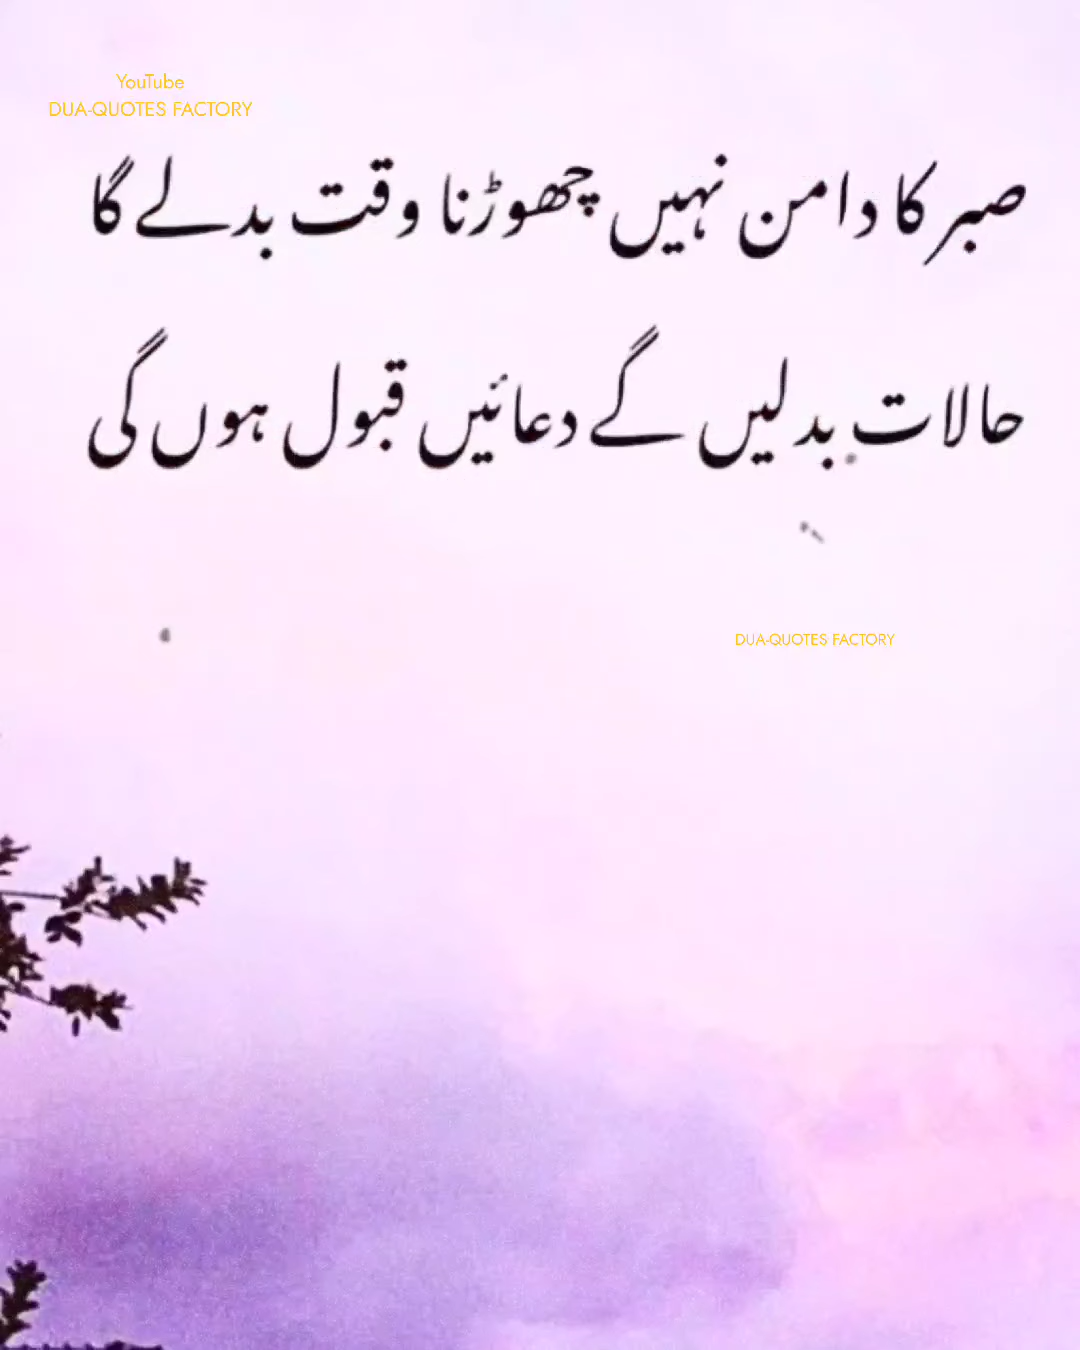 YouTube
DUA-QUOTES FACTORY
صبر کا دامن نہیں چھوڑنا وقت بدلے گا
حالات بدلیں گے دعائیں قبول ہوں گی
DUA-QUOTES FACTORY